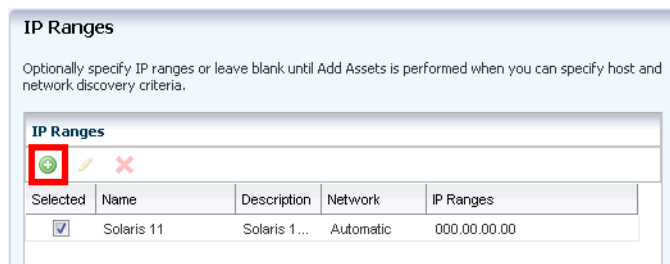 IP Ranges
Optionally specify IP ranges or leave blank until Add Assets is performed when you can specify host and
network discovery criteria.
IP Ranges
Selected Name Description Network IP Ranges
Solaris 11 Solaris 1... Automatic 000.00.00.00